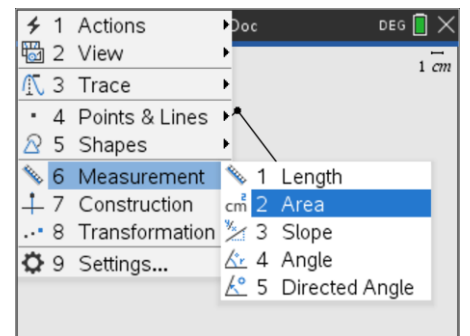 1 Actions
Doc
DEG
2 View
1 cm
3 Trace
4 Points & Lines
5 Shapes
6 Measurement
1 Length
7 Construction
cm² 2 Area
8 Transformation
3 Slope
9 Settings...
4 Angle
5 Directed Angle